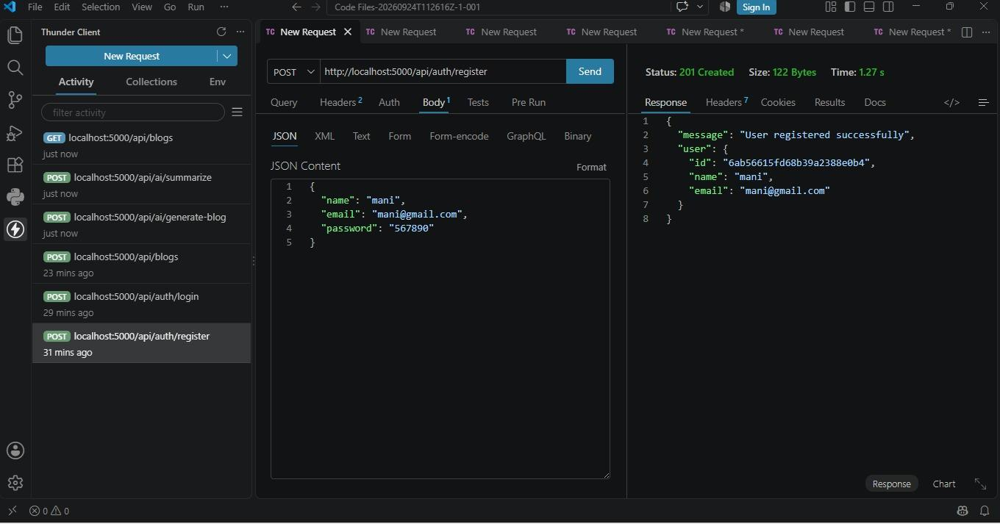 File Edit Selection View Go Run ··· Code Files-20260924T112616Z-1-001 Sign In
Thunder Client
New Request
Activity Collections Env
filter activity
GET localhost:5000/api/blogs
just now
POST localhost:5000/api/ai/summarize
just now
POST localhost:5000/api/ai/generate-blog
just now
POST localhost:5000/api/blogs
23 mins ago
POST localhost:5000/api/auth/login
29 mins ago
POST localhost:5000/api/auth/register
31 mins ago
TC New Request TC New Request TC New Request TC New Request TC New Request * TC New Request TC New Request *
POST http://localhost:5000/api/auth/register Send
Query Headers 2 Auth Body 1 Tests Pre Run
JSON XML Text Form Form-encode GraphQL Binary
JSON Content Format
1 {
2 "name": "mani",
3 "email": "mani@gmail.com",
4 "password": "567890"
5 }
Status: 201 Created Size: 122 Bytes Time: 1.27 s
Response Headers 7 Cookies Results Docs </>
1 {
2 "message": "User registered successfully",
3 "user": {
4 "id": "6ab56615fd68b39a2388e0b4",
5 "name": "mani",
6 "email": "mani@gmail.com"
7 }
8 }
Response Chart
0 0